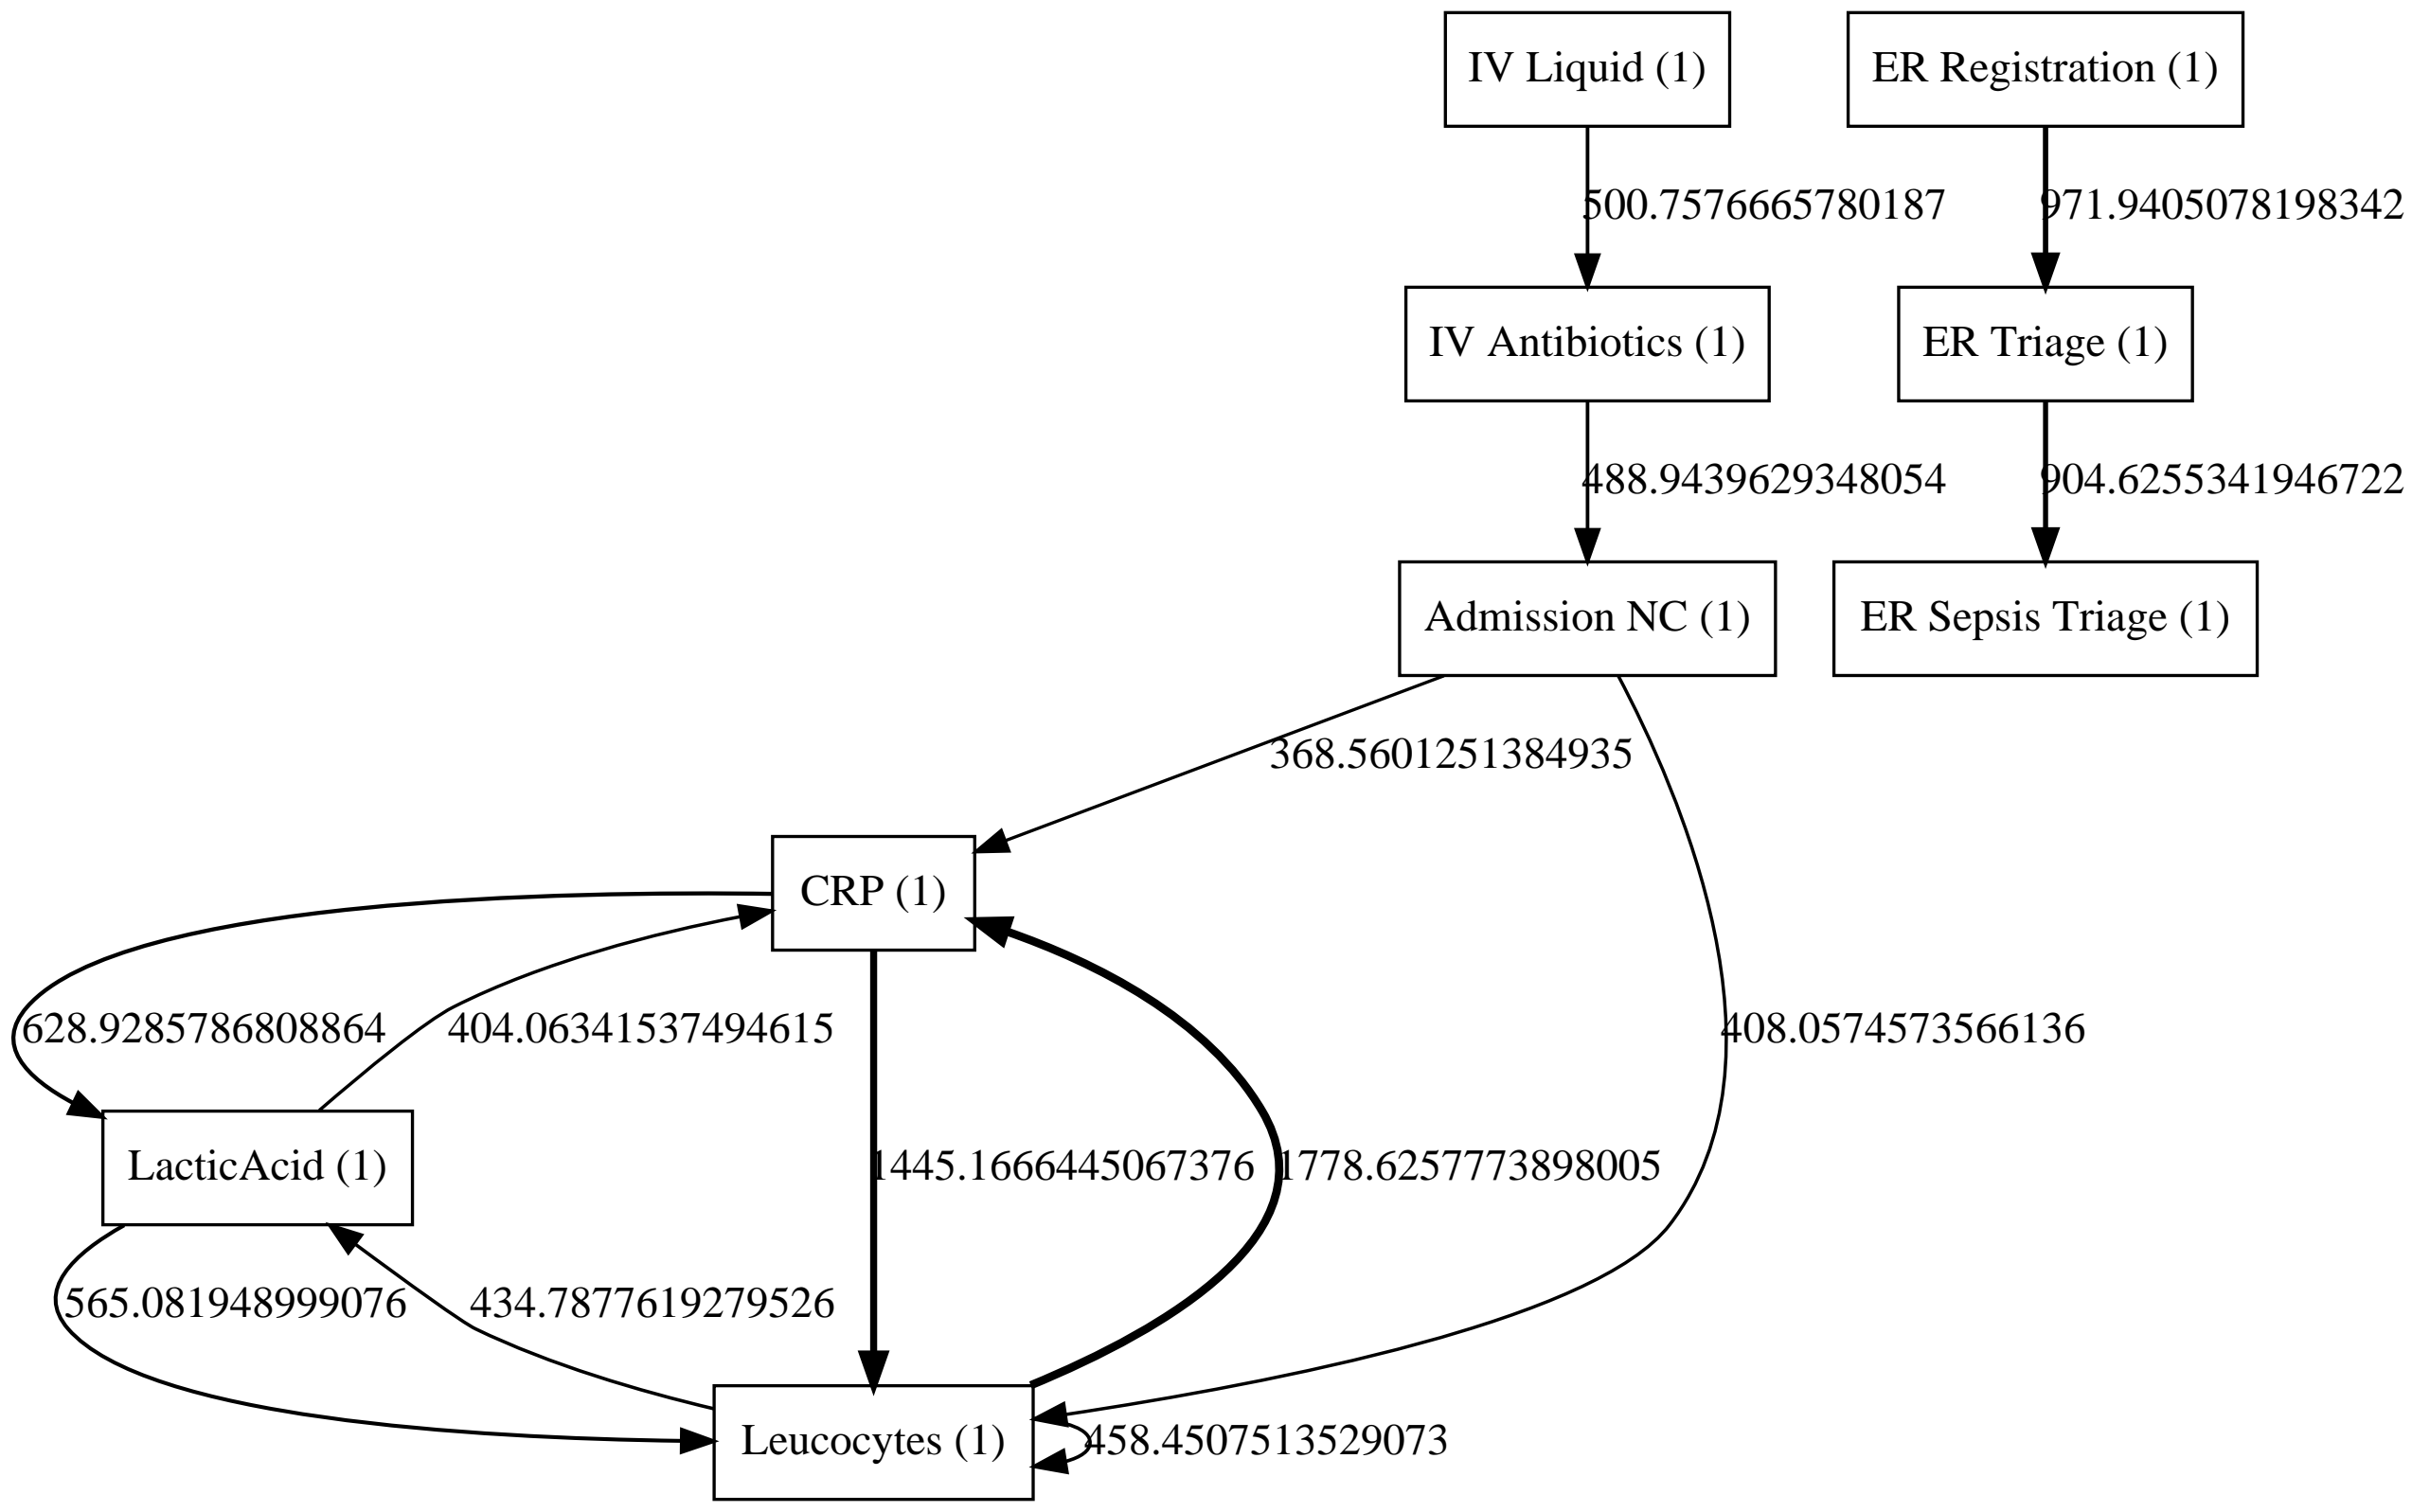 IV Liquid (1)
ER Registration (1)
500.7576665780187
971.9405078198342
IV Antibiotics (1)
ER Triage (1)
488.9439629348054
904.6255341946722
Admission NC (1)
ER Sepsis Triage (1)
368.5601251384935
CRP (1)
628.9285786808864
404.06341537494615
408.0574573566136
LacticAcid (1)
1445.1666445067376
1778.6257773898005
565.081948999076
434.7877619279526
Leucocytes (1)
458.4507513529073